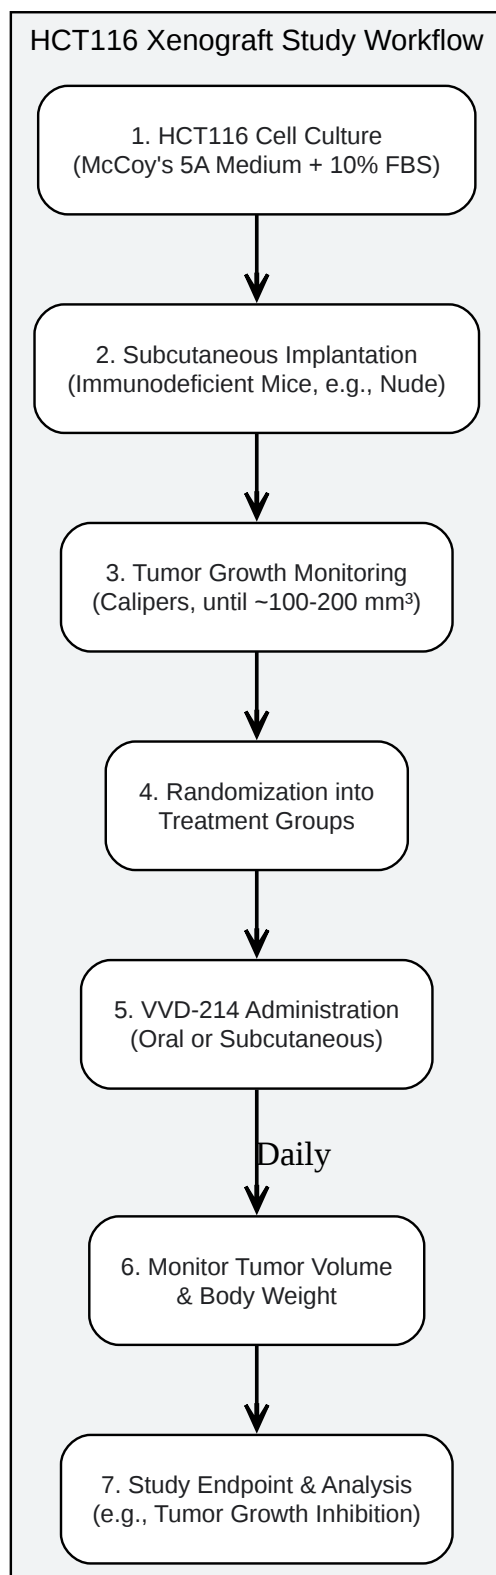 HCT116 Xenograft Study Workflow
1. HCT116 Cell Culture
(McCoy's 5A Medium + 10% FBS)
2. Subcutaneous Implantation
(Immunodeficient Mice, e.g., Nude)
3. Tumor Growth Monitoring
(Calipers, until ~100-200 mm³)
4. Randomization into
Treatment Groups
5. VVD-214 Administration
(Oral or Subcutaneous)
Daily
6. Monitor Tumor Volume
& Body Weight
7. Study Endpoint & Analysis
(e.g., Tumor Growth Inhibition)